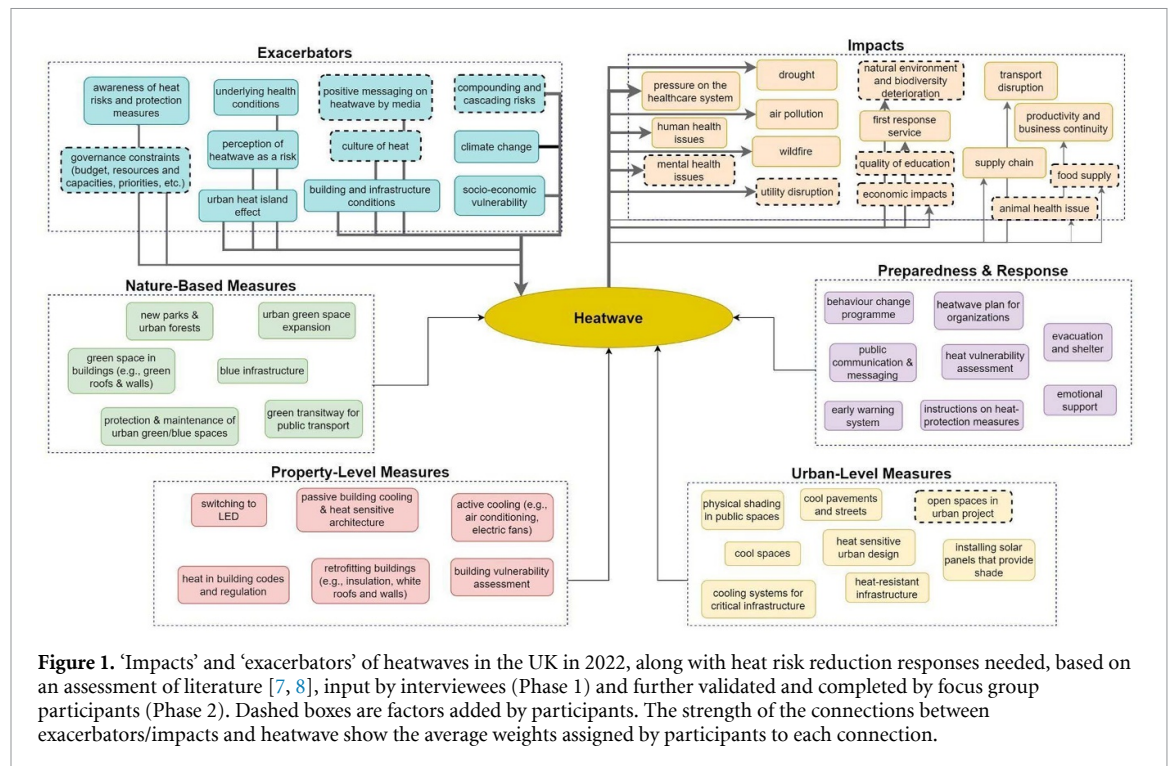 Exacerbators
awareness of heat
risks and protection
measures
underlying health
conditions
positive messaging on
heatwave by media
compounding and
cascading risks
governance constraints
(budget, resources and
capacities, priorities, etc.)
perception of
heatwave as a risk
culture of heat
climate change
urban heat island
effect
building and infrastructure
conditions
socio-economic
vulnerability
Impacts
pressure on the
healthcare system
drought
natural environment
and biodiversity
deterioration
transport
disruption
human health
issues
air pollution
first response
service
productivity and
business continuity
mental health
issues
wildfire
quality of education
supply chain
food supply
utility disruption
economic impacts
animal health issue
Nature-Based Measures
new parks &
urban forests
urban green space
expansion
green space in
buildings (e.g., green
roofs & walls)
blue infrastructure
protection & maintenance of
urban green/blue spaces
green transitway for
public transport
Heatwave
Preparedness & Response
behaviour change
programme
heatwave plan for
organizations
evacuation
and shelter
public
communication &
messaging
heat vulnerability
assessment
emotional
support
early warning
system
instructions on heat-
protection measures
Property-Level Measures
switching to
LED
passive building cooling
& heat sensitive
architecture
active cooling (e.g.,
air conditioning,
electric fans)
heat in building codes
and regulation
retrofitting buildings
(e.g., insulation, white
roofs and walls)
building vulnerability
assessment
Urban-Level Measures
physical shading
in public spaces
cool pavements
and streets
open spaces in
urban project
cool spaces
heat sensitive
urban design
installing solar
panels that provide
shade
cooling systems for
critical infrastructure
heat-resistant
infrastructure
Figure 1. ‘Impacts’ and ‘exacerbators’ of heatwaves in the UK in 2022, along with heat risk reduction responses needed, based on
an assessment of literature [7, 8], input by interviewees (Phase 1) and further validated and completed by focus group
participants (Phase 2). Dashed boxes are factors added by participants. The strength of the connections between
exacerbators/impacts and heatwave show the average weights assigned by participants to each connection.